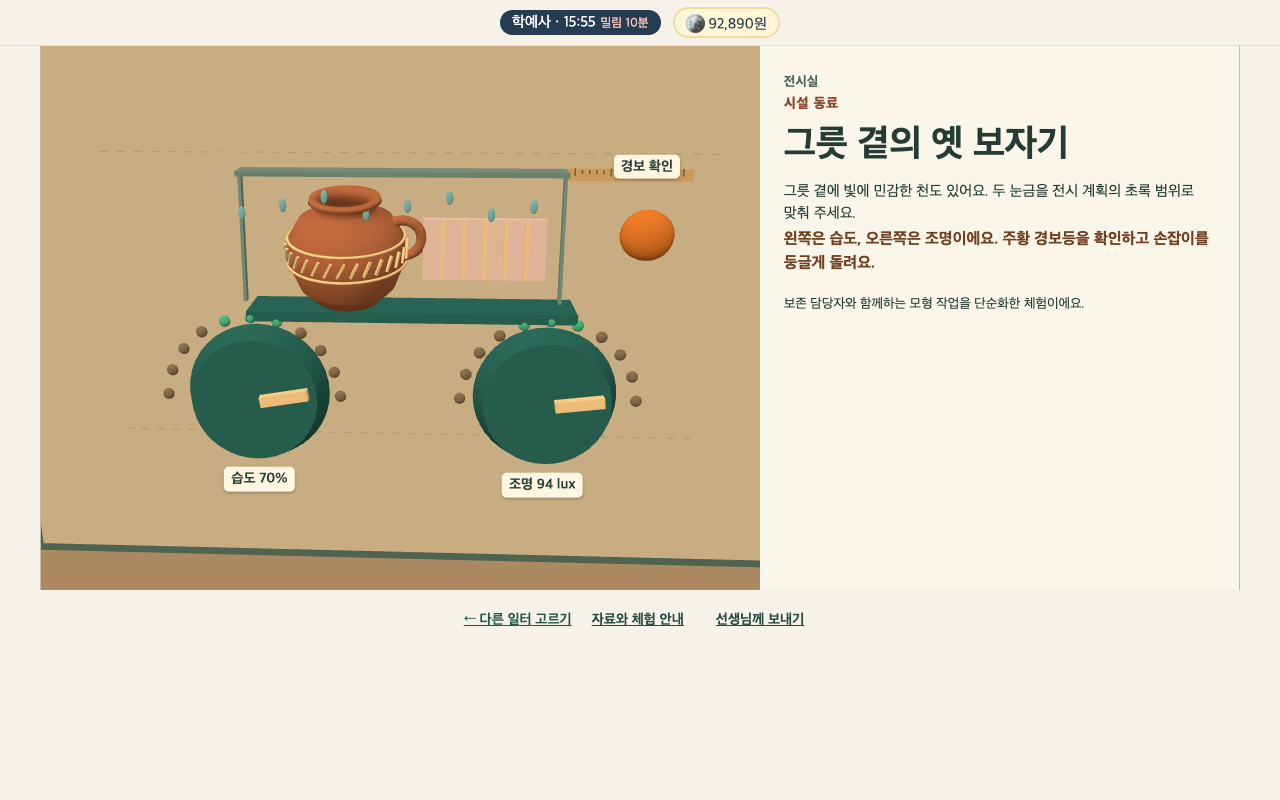 학예사 · 15:55 밀림 10분
92,890원
경보 확인
습도 70%
조명 94 lux
전시실
시설 동료
그릇 곁의 옛 보자기
그릇 곁에 빛에 민감한 천도 있어요. 두 눈금을 전시 계획의 초록 범위로
맞춰 주세요.
왼쪽은 습도, 오른쪽은 조명이에요. 주황 경보등을 확인하고 손잡이를
둥글게 돌려요.
보존 담당자와 함께하는 모형 작업을 단순화한 체험이에요.
← 다른 일터 고르기
자료와 체험 안내
선생님께 보내기